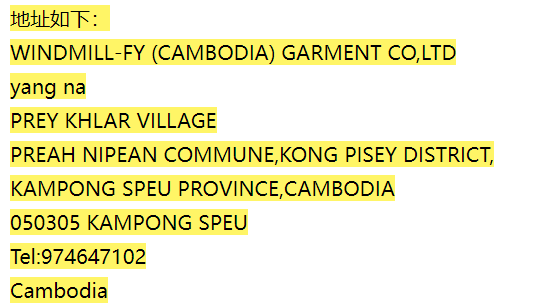 地址如下：
WINDMILL-FY (CAMBODIA) GARMENT CO,LTD
yang na
PREY KHLAR VILLAGE
PREAH NIPEAN COMMUNE,KONG PISEY DISTRICT,
KAMPONG SPEU PROVINCE,CAMBODIA
050305 KAMPONG SPEU
Tel:974647102
Cambodia